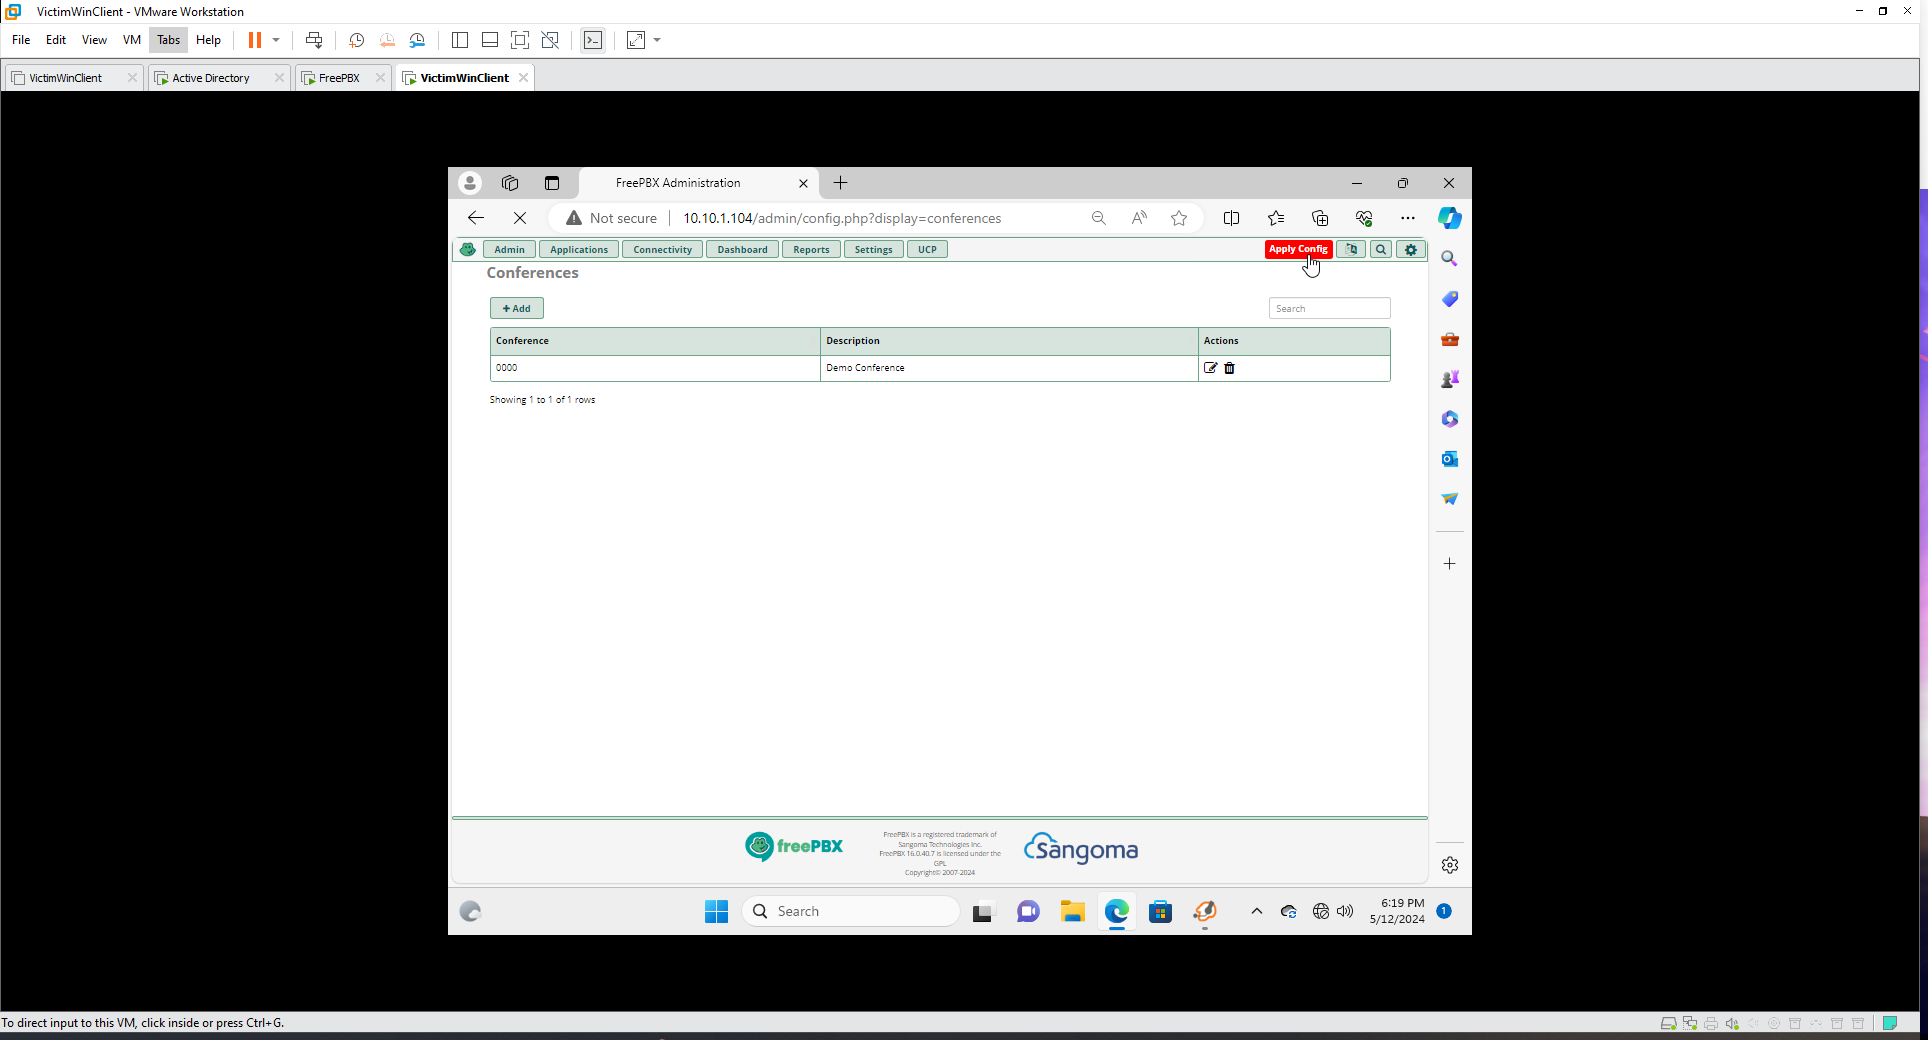 VictimWinClient - VMware Workstation
File Edit View VM Tabs Help
VictimWinClient Active Directory FreePBX VictimWinClient
FreePBX Administration
Not secure 10.10.1.104/admin/config.php?display=conferences
Admin Applications Connectivity Dashboard Reports Settings UCP Apply Config
Conferences
+ Add Search
Conference Description Actions
0000 Demo Conference
Showing 1 to 1 of 1 rows
freePBX
FreePBX is a registered trademark of
Sangoma Technologies Inc.
FreePBX 16.0.40.7 is licensed under the
GPL
Copyright© 2007-2024
Sangoma
Search
6:19 PM
5/12/2024
1
To direct input to this VM, click inside or press Ctrl+G.